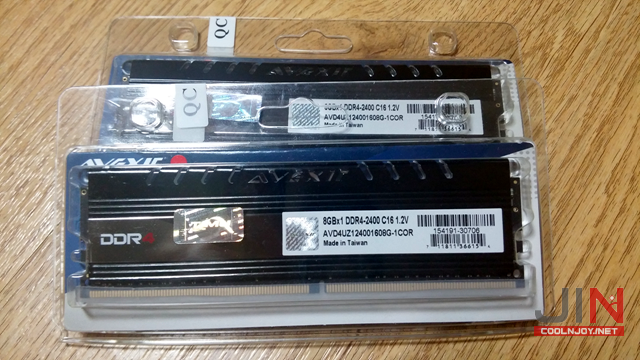 QC
AVEXIR
8GBx1 DDR4-2400 C16 1.2V
AVD4UZ124001608G-1COR
Made in Taiwan
QC
AVEXIR
AVEXIR
DDR4
8GBx1 DDR4-2400 C16 1.2V
AVD4UZ124001608G-1COR
Made in Taiwan
154191-30706
JIN
COOLNJOY.NET